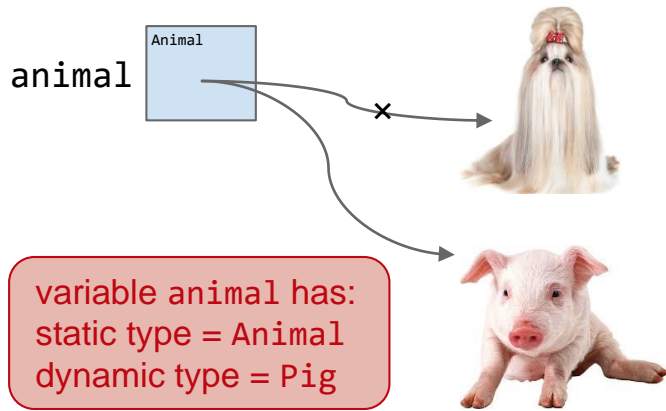 Animal
animal
variable animal has:
static type = Animal
dynamic type = Pig